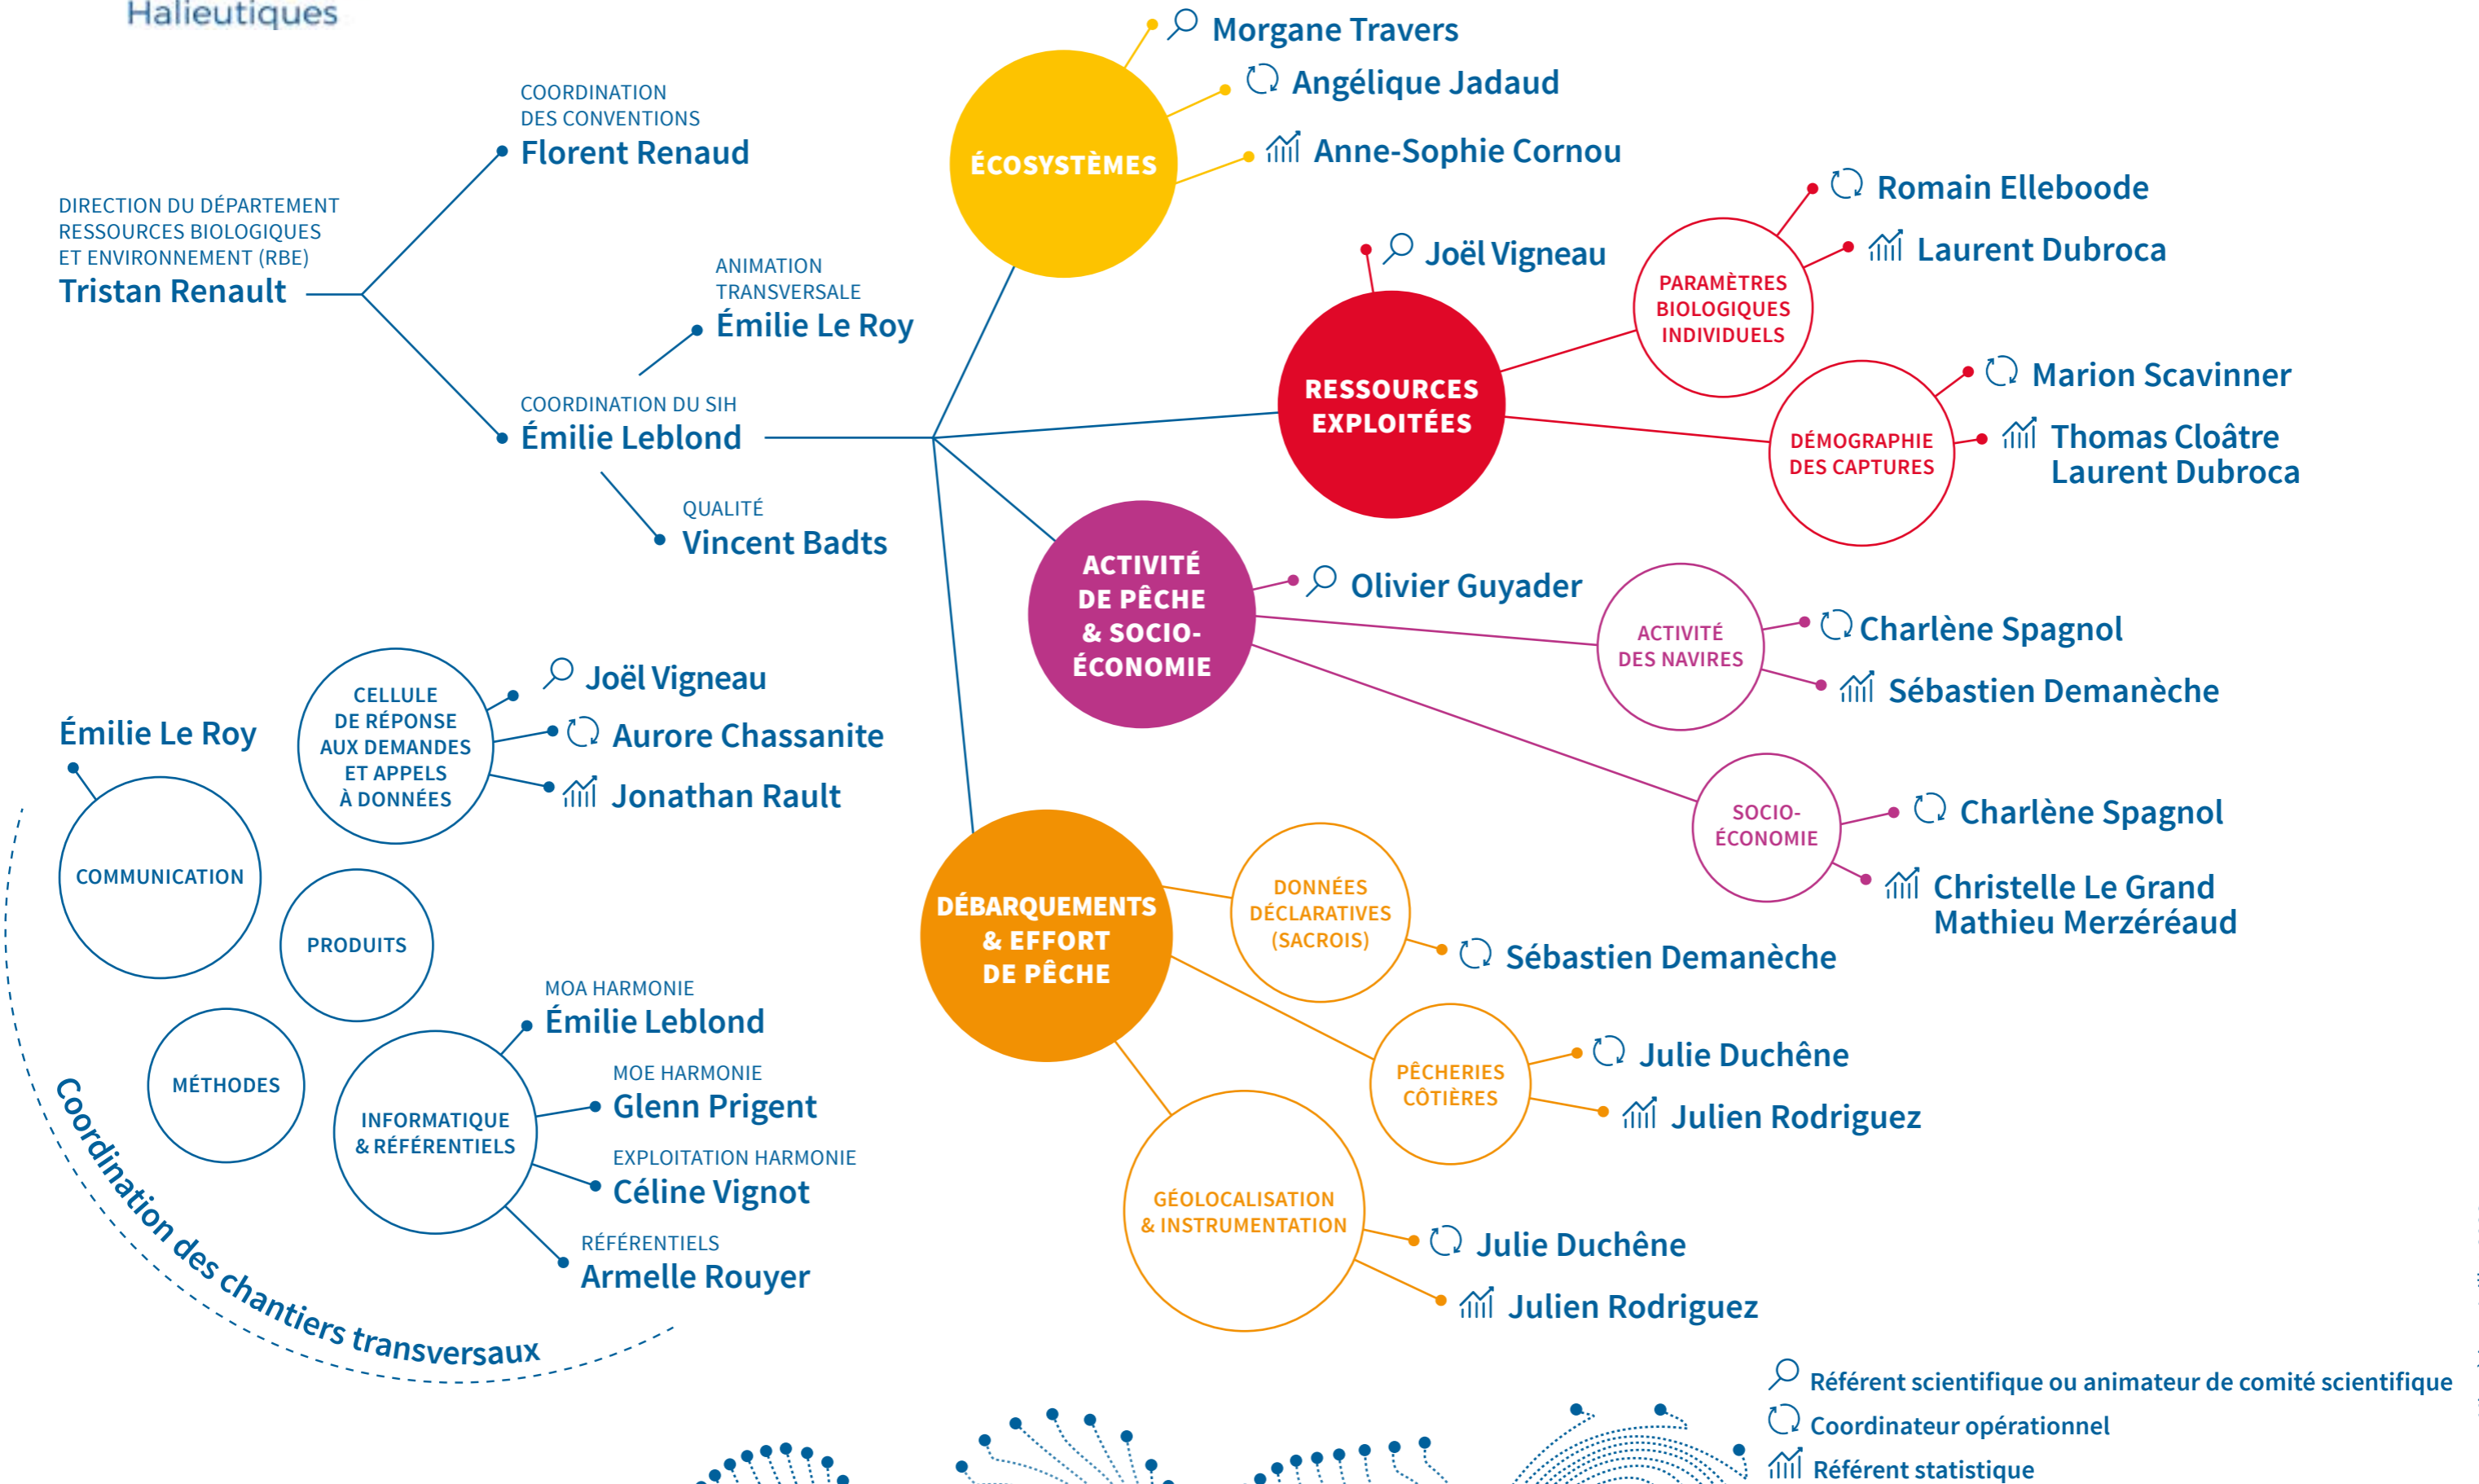 Halieutiques
COORDINATION
DES CONVENTIONS
Florent Renaud
DIRECTION DU DÉPARTEMENT
RESSOURCES BIOLOGIQUES
ET ENVIRONNEMENT (RBE)
Tristan Renault
ANIMATION
TRANSVERSALE
Émilie Le Roy
COORDINATION DU SIH
Émilie Leblond
QUALITÉ
Vincent Badts
ÉCOSYSTÈMES
Morgane Travers
Angélique Jadaud
Anne-Sophie Cornou
RESSOURCES
EXPLOITÉES
Joël Vigneau
PARAMÈTRES
BIOLOGIQUES
INDIVIDUELS
Romain Elleboode
Laurent Dubroca
DÉMOGRAPHIE
DES CAPTURES
Marion Scavinner
Thomas Cloâtre
Laurent Dubroca
ACTIVITÉ
DE PÊCHE
& SOCIO-
ÉCONOMIE
Olivier Guyader
ACTIVITÉ
DES NAVIRES
Charlène Spagnol
Sébastien Demanèche
SOCIO-
ÉCONOMIE
Charlène Spagnol
Christelle Le Grand
Mathieu Merzéréaud
DÉBARQUEMENTS
& EFFORT
DE PÊCHE
DONNÉES
DÉCLARATIVES
(SACROIS)
Sébastien Demanèche
PÊCHERIES
CÔTIÈRES
Julie Duchêne
Julien Rodriguez
GÉOLOCALISATION
& INSTRUMENTATION
Julie Duchêne
Julien Rodriguez
CELLULE
DE RÉPONSE
AUX DEMANDES
ET APPELS
À DONNÉES
Joël Vigneau
Aurore Chassanite
Jonathan Rault
Émilie Le Roy
COMMUNICATION
PRODUITS
MÉTHODES
INFORMATIQUE
& RÉFÉRENTIELS
MOA HARMONIE
Émilie Leblond
MOE HARMONIE
Glenn Prigent
EXPLOITATION HARMONIE
Céline Vignot
RÉFÉRENTIELS
Armelle Rouyer
Coordination des chantiers transversaux
Référent scientifique ou animateur de comité scientifique
Coordinateur opérationnel
Référent statistique